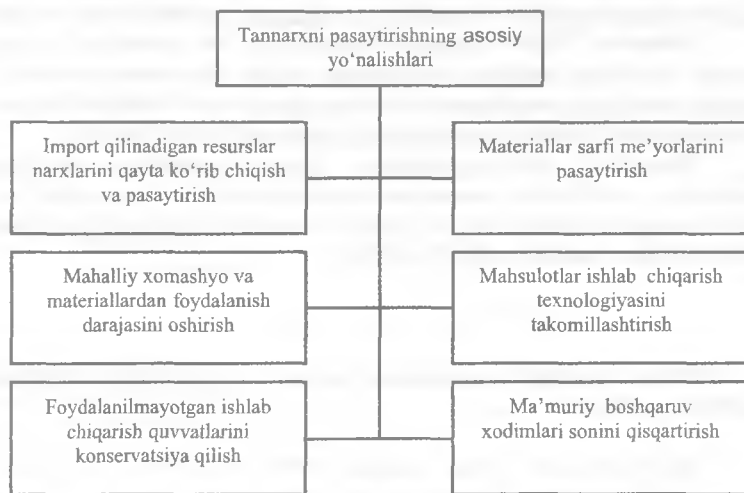 Tannarxni pasaytirishning asosiy
yo‘nalishlari
Import qilinadigan resurslar
narxlarini qayta ko‘rib chiqish
va pasaytirish
Materiallar sarfi me’yorlarini
pasaytirish
Mahalliy xomashyo va
materiallardan foydalanish
darajasini oshirish
Mahsulotlar ishlab chiqarish
texnologiyasini
takomillashtirish
Foydalanilmayotgan ishlab
chiqarish quvvatlarini
konservatsiya qilish
Ma’muriy boshqaruv
xodimlari sonini qisqartirish